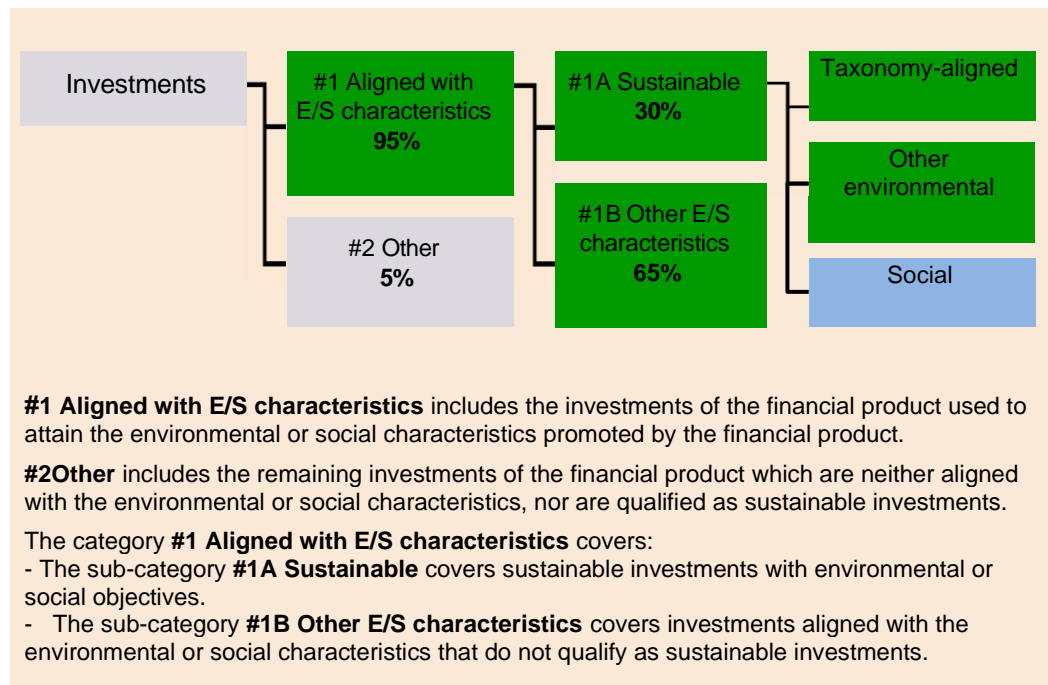 Investments
#1 Aligned with
E/S characteristics
95%
#2 Other
5%
#1A Sustainable
30%
#1B Other E/S
characteristics
65%
Taxonomy-aligned
Other
environmental
Social
#1 Aligned with E/S characteristics includes the investments of the financial product used to
attain the environmental or social characteristics promoted by the financial product.
#2Other includes the remaining investments of the financial product which are neither aligned
with the environmental or social characteristics, nor are qualified as sustainable investments.
The category #1 Aligned with E/S characteristics covers:
- The sub-category #1A Sustainable covers sustainable investments with environmental or
social objectives.
- The sub-category #1B Other E/S characteristics covers investments aligned with the
environmental or social characteristics that do not qualify as sustainable investments.